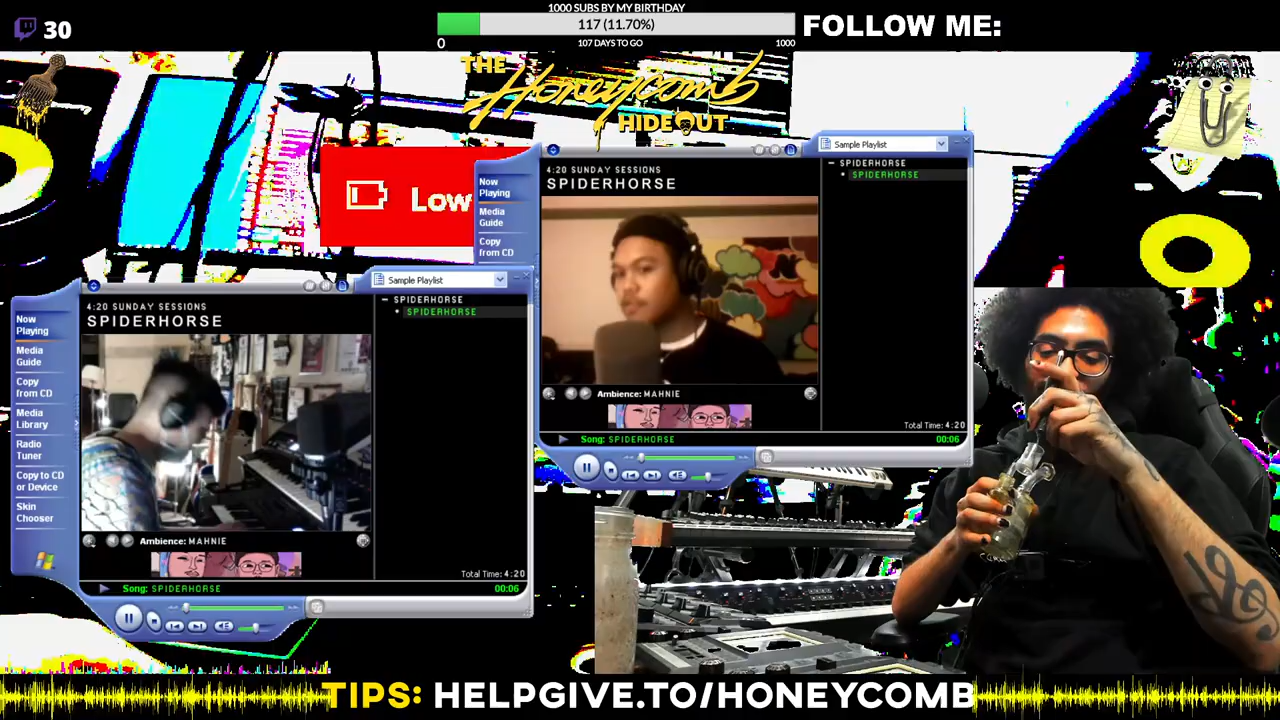 30
1000 SUBS BY MY BIRTHDAY
117 (11.70%)
0
107 DAYS TO GO
1000
FOLLOW ME:
THE
Honeycomb
HIDEOUT
Low
Sample Playlist
4:20 SUNDAY SESSIONS
SPIDERHORSE
SPIDERHORSE
SPIDERHORSE
Now
Playing
Media
Guide
Copy
from CD
Ambience: MAHNIE
Total Time: 4:20
Song: SPIDERHORSE
00:06
Sample Playlist
4:20 SUNDAY SESSIONS
SPIDERHORSE
SPIDERHORSE
SPIDERHORSE
Now
Playing
Media
Guide
Copy
from CD
Media
Library
Radio
Tuner
Copy to CD
or Device
Skin
Chooser
Ambience: MAHNIE
Total Time: 4:20
Song: SPIDERHORSE
00:06
TIPS: HELPGIVE.TO/HONEYCOMB